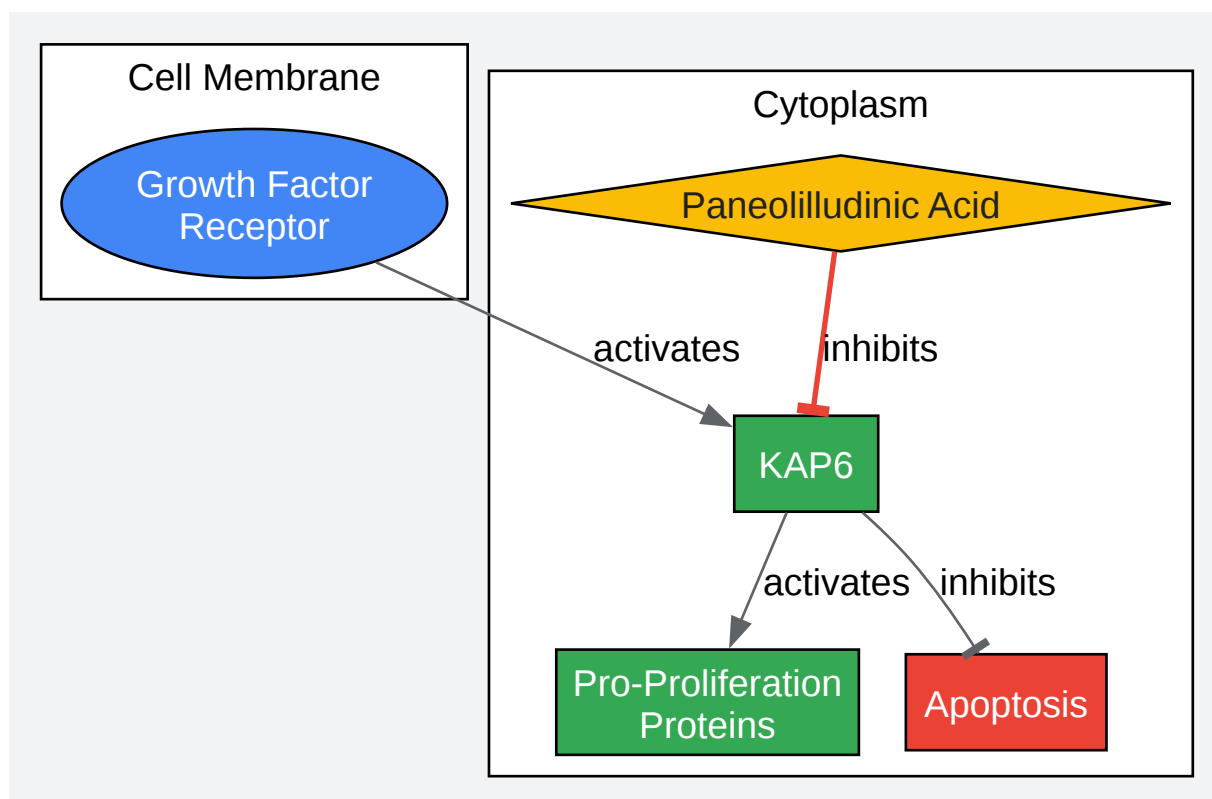 Cell Membrane
Growth Factor
Receptor
Cytoplasm
Paneolilludinic Acid
activates
inhibits
KAP6
activates
inhibits
Pro-Proliferation
Proteins
Apoptosis